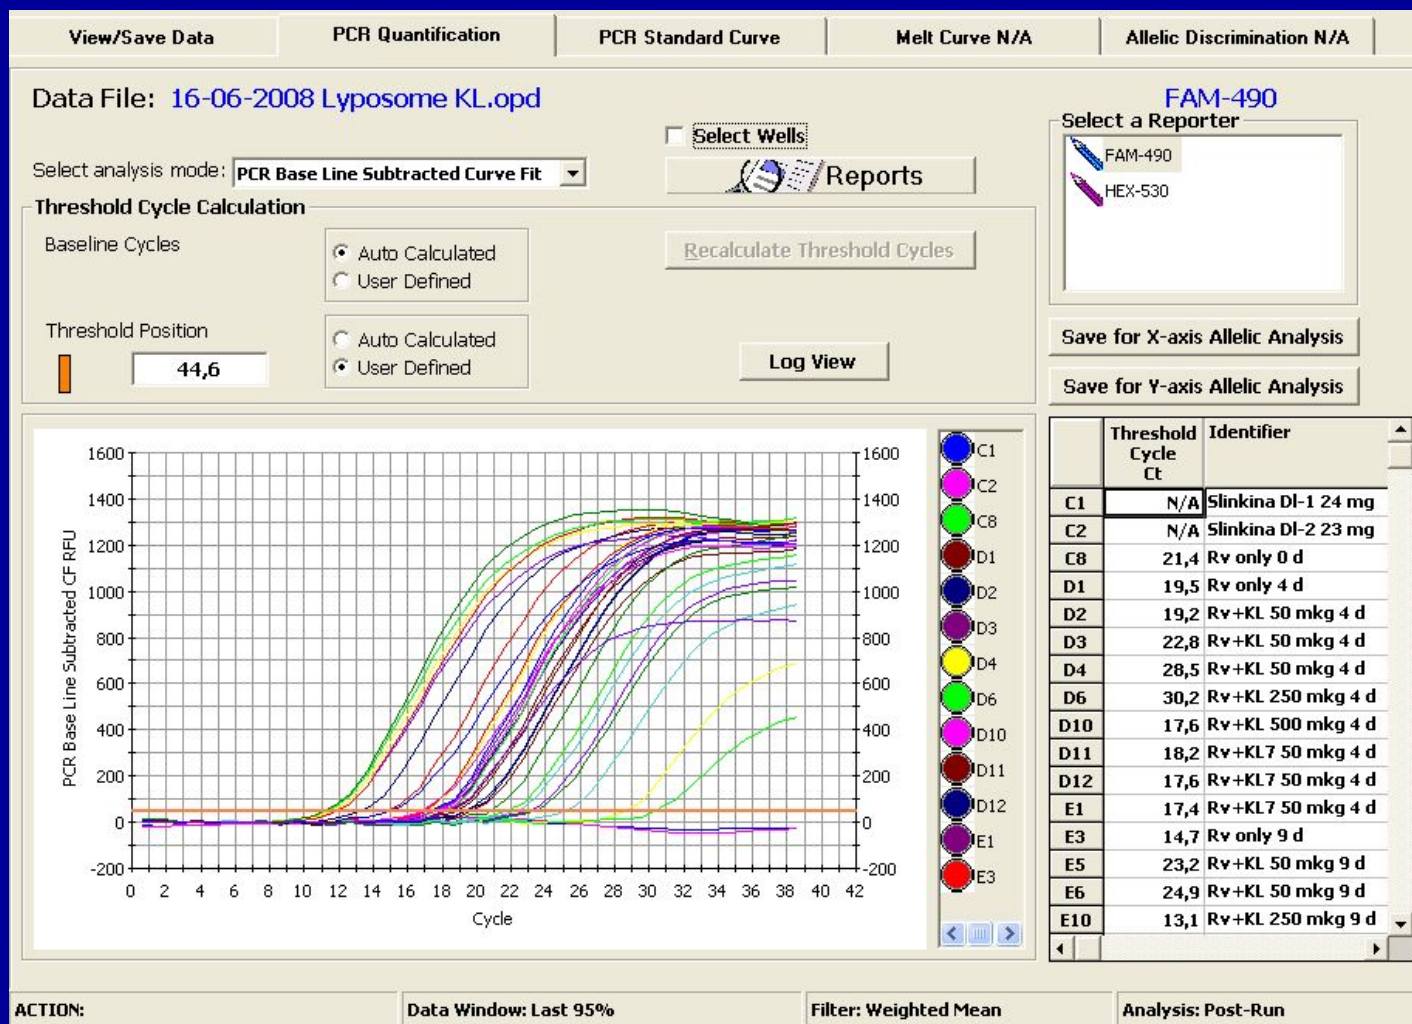 View/Save Data
PCR Quantification
PCR Standard Curve
Melt Curve N/A
Allelic Discrimination N/A
Data File: 16-06-2008 Lyposome KL.opd
FAM-490
Select Wells
Select a Reporter
FAM-490
HEX-530
Select analysis mode: PCR Base Line Subtracted Curve Fit
Reports
Threshold Cycle Calculation
Baseline Cycles
Auto Calculated
User Defined
Recalculate Threshold Cycles
Threshold Position
44,6
Auto Calculated
User Defined
Log View
Save for X-axis Allelic Analysis
Save for Y-axis Allelic Analysis
PCR Base Line Subtracted CF RFU
1600 1600
1400 1400
1200 1200
1000 1000
800 800
600 600
400 400
200 200
0 0
-200 -200
0 2 4 6 8 10 12 14 16 18 20 22 24 26 28 30 32 34 36 38 40 42
Cycle
C1
C2
C8
D1
D2
D3
D4
D6
D10
D11
D12
E1
E3
Threshold Cycle Ct Identifier
C1 N/A Slinkina Dl-1 24 mg
C2 N/A Slinkina Dl-2 23 mg
C8 21,4 Rv only 0 d
D1 19,5 Rv only 4 d
D2 19,2 Rv+KL 50 mkg 4 d
D3 22,8 Rv+KL 50 mkg 4 d
D4 28,5 Rv+KL 50 mkg 4 d
D6 30,2 Rv+KL 250 mkg 4 d
D10 17,6 Rv+KL 500 mkg 4 d
D11 18,2 Rv+KL7 50 mkg 4 d
D12 17,6 Rv+KL7 50 mkg 4 d
E1 17,4 Rv+KL7 50 mkg 4 d
E3 14,7 Rv only 9 d
E5 23,2 Rv+KL 50 mkg 9 d
E6 24,9 Rv+KL 50 mkg 9 d
E10 13,1 Rv+KL 250 mkg 9 d
ACTION:
Data Window: Last 95%
Filter: Weighted Mean
Analysis: Post-Run